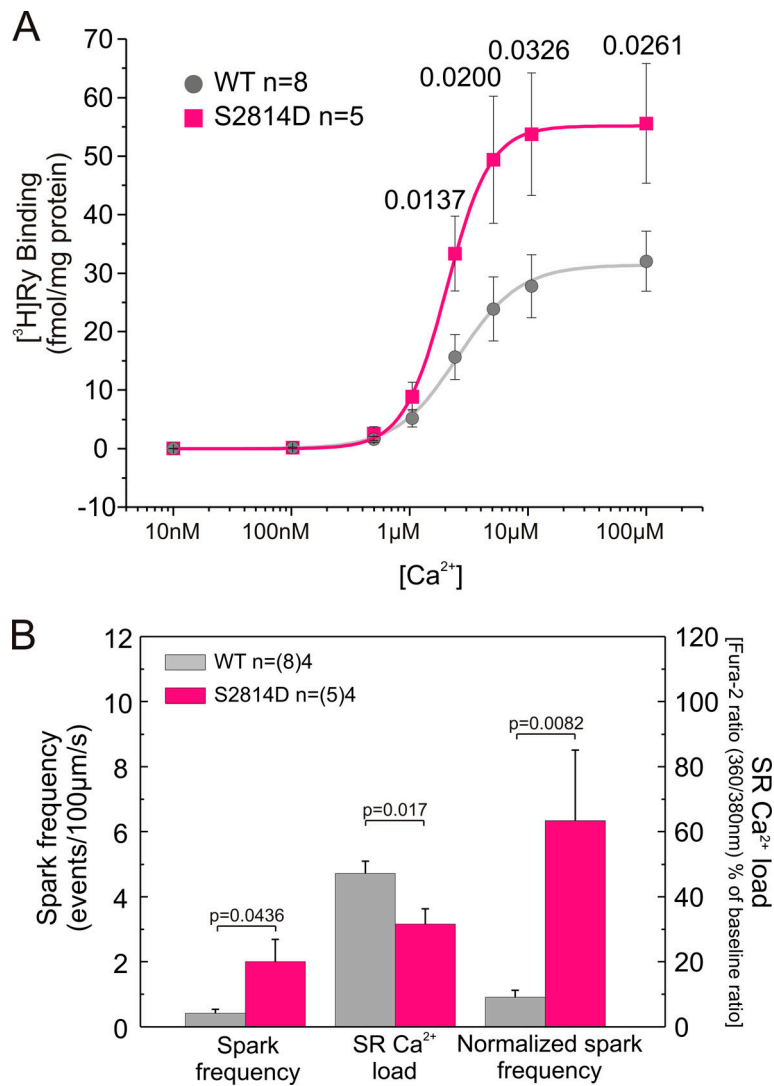 A
70
60
50
40
30
20
10
0
-10
[³H]Ry Binding
(fmol/mg protein)
WT n=8
S2814D n=5
0.0137
0.0200
0.0326
0.0261
10nM 100nM 1µM 10µM 100µM
[Ca²⁺]
B
12
10
8
6
4
2
0
Spark frequency
(events/100µm/s)
WT n=(8)4
S2814D n=(5)4
p=0.0436
p=0.017
p=0.0082
120
100
80
60
40
20
0
SR Ca²⁺
load
[Fura-2 ratio (360/380nm) % of baseline ratio]
Spark
frequency
SR Ca²⁺
load
Normalized spark
frequency